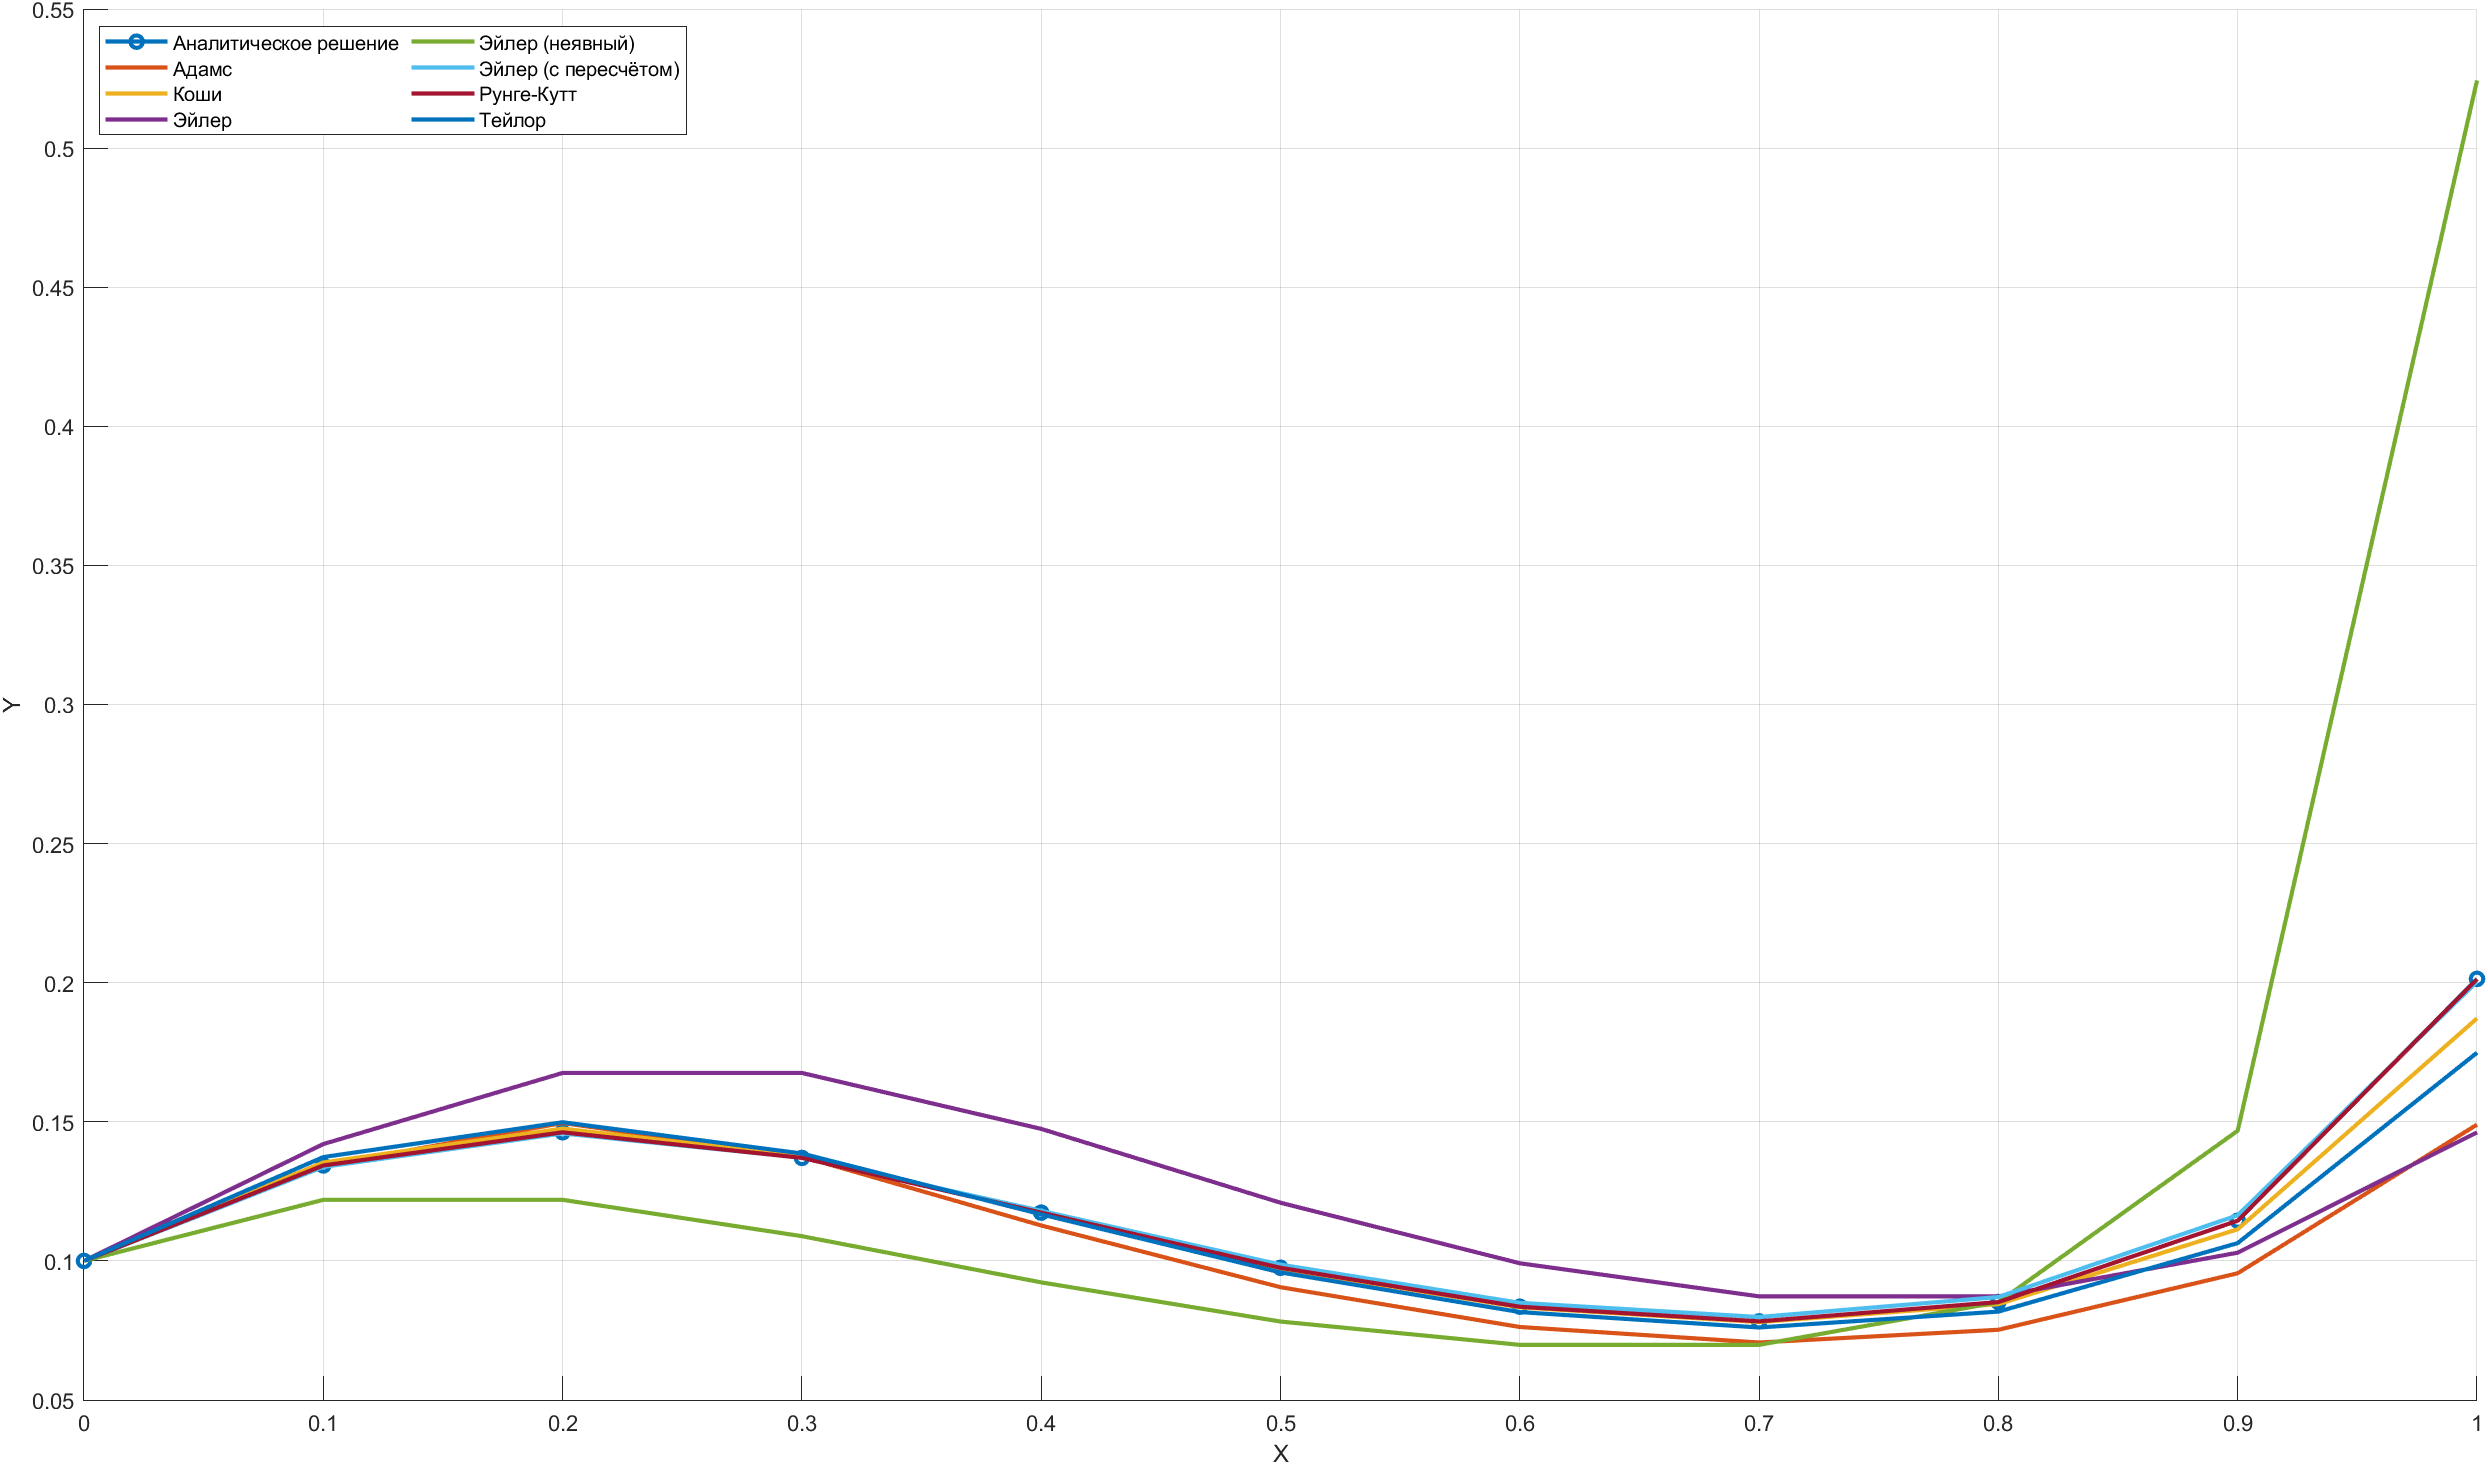 Аналитическое решение
Адамс
Коши
Эйлер
Эйлер (неявный)
Эйлер (с пересчётом)
Рунге-Кутт
Тейлор
0.55
0.5
0.45
0.4
0.35
0.3
0.25
0.2
0.15
0.1
0.05
Y
0 0.1 0.2 0.3 0.4 0.5 0.6 0.7 0.8 0.9 1
X